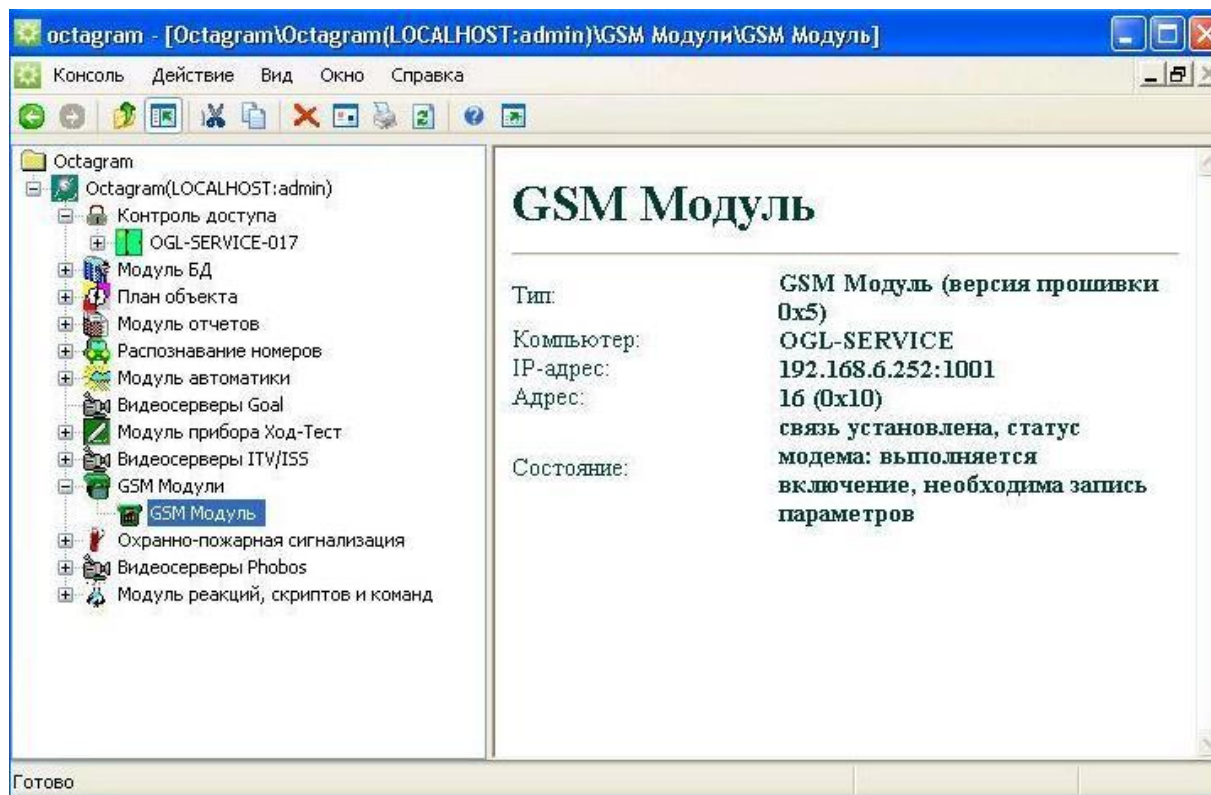 octagram - [Octagram\Octagram(LOCALHOST:admin)\GSM Модули\GSM Модуль]
Консоль Действие Вид Окно Справка
Octagram
Octagram(LOCALHOST:admin)
Контроль доступа
OGL-SERVICE-017
Модуль БД
План объекта
Модуль отчетов
Распознавание номеров
Модуль автоматики
Видеосерверы Goal
Модуль прибора Ход-Тест
Видеосерверы ITV/ISS
GSM Модули
GSM Модуль
Охранно-пожарная сигнализация
Видеосерверы Phobos
Модуль реакций, скриптов и команд
GSM Модуль
Тип: GSM Модуль (версия прошивки
0x5)
Компьютер: OGL-SERVICE
IP-адрес: 192.168.6.252:1001
Адрес: 16 (0x10)
связь установлена, статус
Состояние: модема: выполняется
включение, необходима запись
параметров
Готово